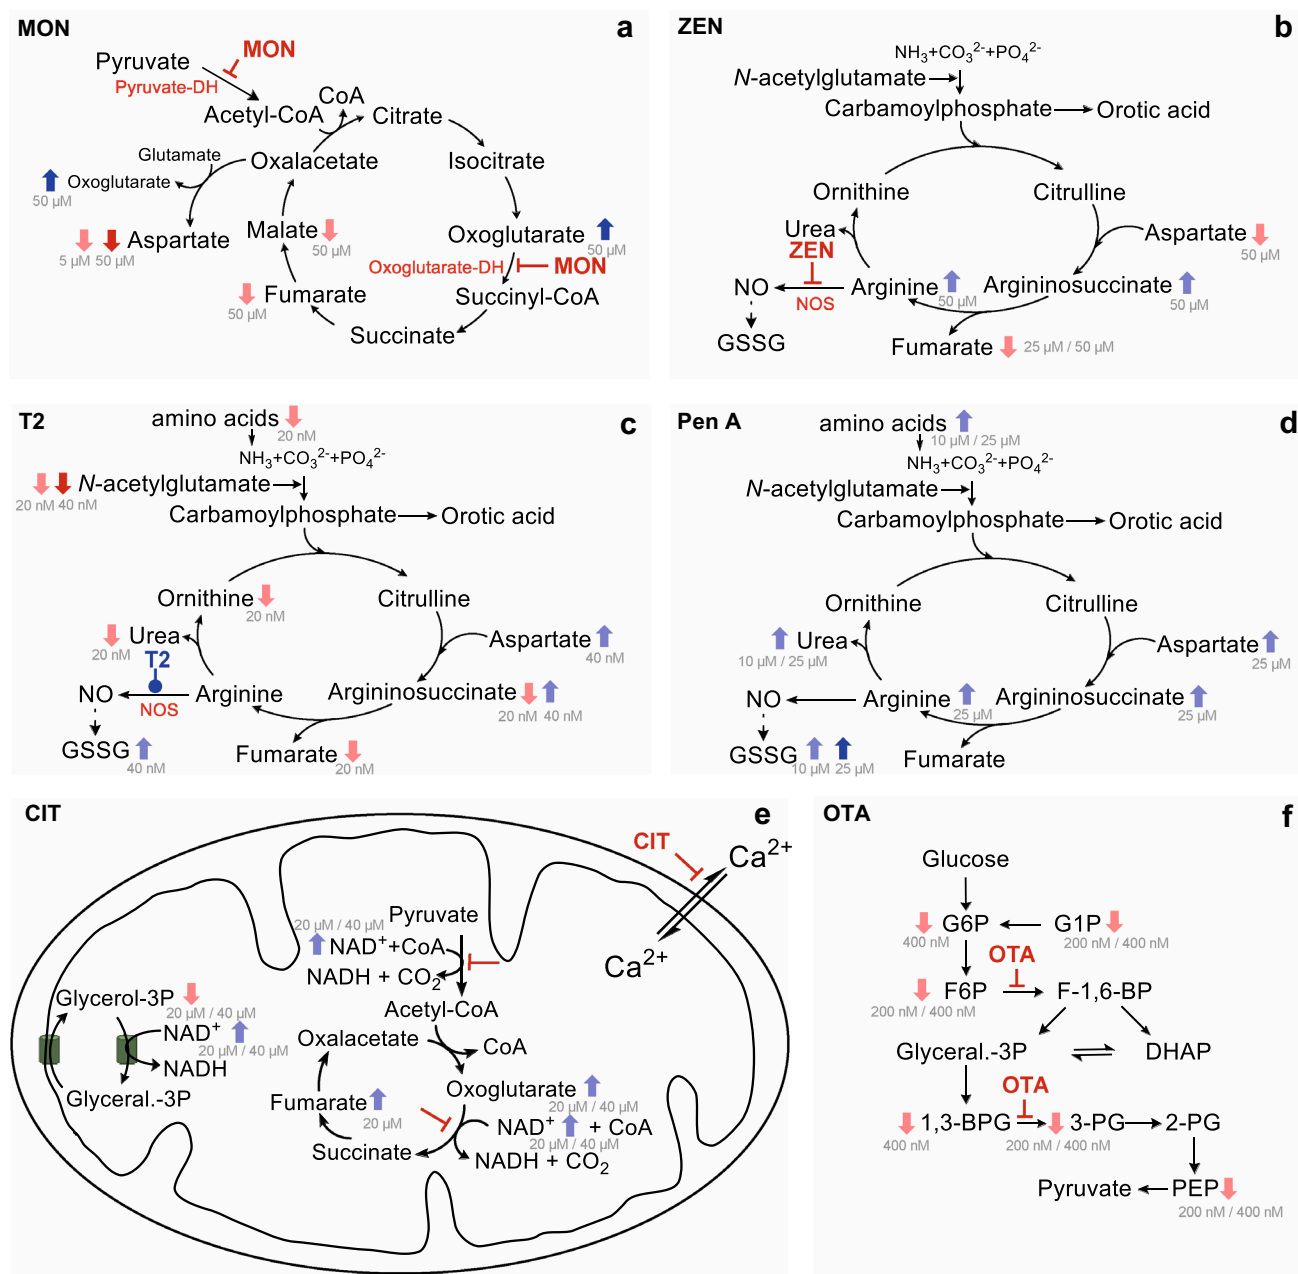 MON
a
MON
Pyruvate
Pyruvate-DH
CoA
Acetyl-CoA
Citrate
Glutamate
Oxalacetate
Isocitrate
Oxoglutarate
50 µM
Malate
50 µM
Aspartate
5 µM 50 µM
Oxoglutarate
50 µM
Oxoglutarate-DH
MON
Fumarate
50 µM
Succinyl-CoA
Succinate
ZEN
b
NH3+CO3²⁻+PO4²⁻
N-acetylglutamate
Carbamoylphosphate
Orotic acid
Ornithine
Citrulline
Urea
Aspartate
50 µM
ZEN
NO
NOS
Arginine
50 µM
Argininosuccinate
50 µM
GSSG
Fumarate
25 µM / 50 µM
T2
c
amino acids
20 nM
NH3+CO3²⁻+PO4²⁻
N-acetylglutamate
20 nM 40 nM
Carbamoylphosphate
Orotic acid
Ornithine
20 nM
Citrulline
Urea
20 nM
Aspartate
40 nM
T2
NO
NOS
Arginine
Argininosuccinate
20 nM 40 nM
GSSG
40 nM
Fumarate
20 nM
Pen A
d
amino acids
10 µM / 25 µM
NH3+CO3²⁻+PO4²⁻
N-acetylglutamate
Carbamoylphosphate
Orotic acid
Ornithine
Citrulline
Urea
10 µM / 25 µM
Aspartate
25 µM
NO
Arginine
25 µM
Argininosuccinate
25 µM
GSSG
10 µM 25 µM
Fumarate
CIT
e
CIT
Ca²⁺
Ca²⁺
Pyruvate
20 µM / 40 µM
NAD⁺+CoA
NADH + CO2
Acetyl-CoA
Oxalacetate
CoA
Glycerol-3P
20 µM / 40 µM
NAD⁺
20 µM / 40 µM
NADH
Glyceral.-3P
Oxoglutarate
20 µM / 40 µM
Fumarate
20 µM
NAD⁺ + CoA
20 µM / 40 µM
Succinate
NADH + CO2
OTA
f
Glucose
G6P
400 nM
G1P
200 nM / 400 nM
OTA
F6P
200 nM / 400 nM
F-1,6-BP
Glyceral.-3P
DHAP
OTA
1,3-BPG
400 nM
3-PG
200 nM / 400 nM
2-PG
Pyruvate
PEP
200 nM / 400 nM